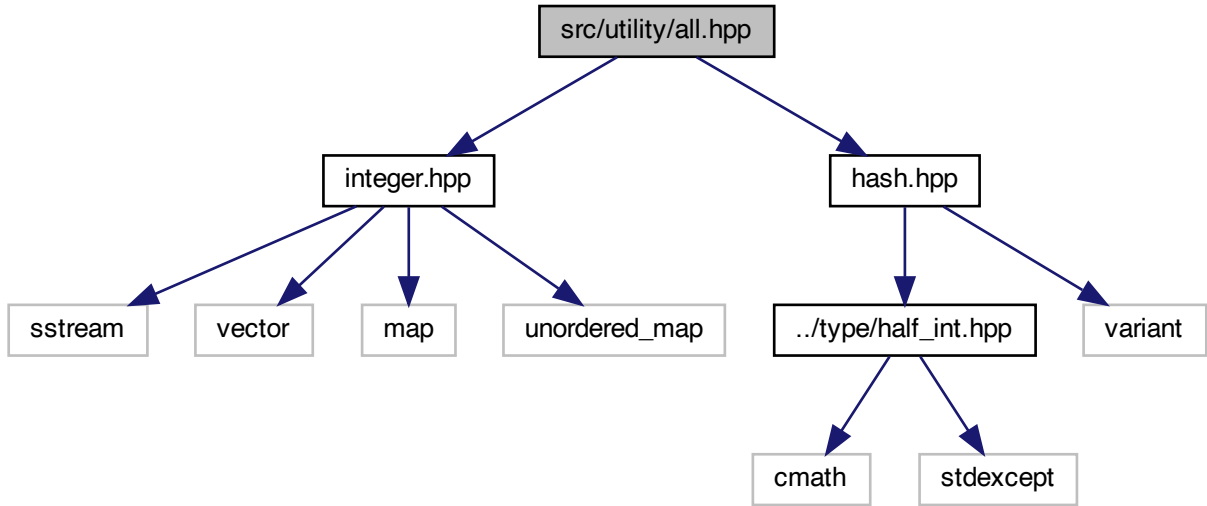 src/utility/all.hpp
integer.hpp
hash.hpp
sstream
vector
map
unordered_map
../type/half_int.hpp
variant
cmath
stdexcept